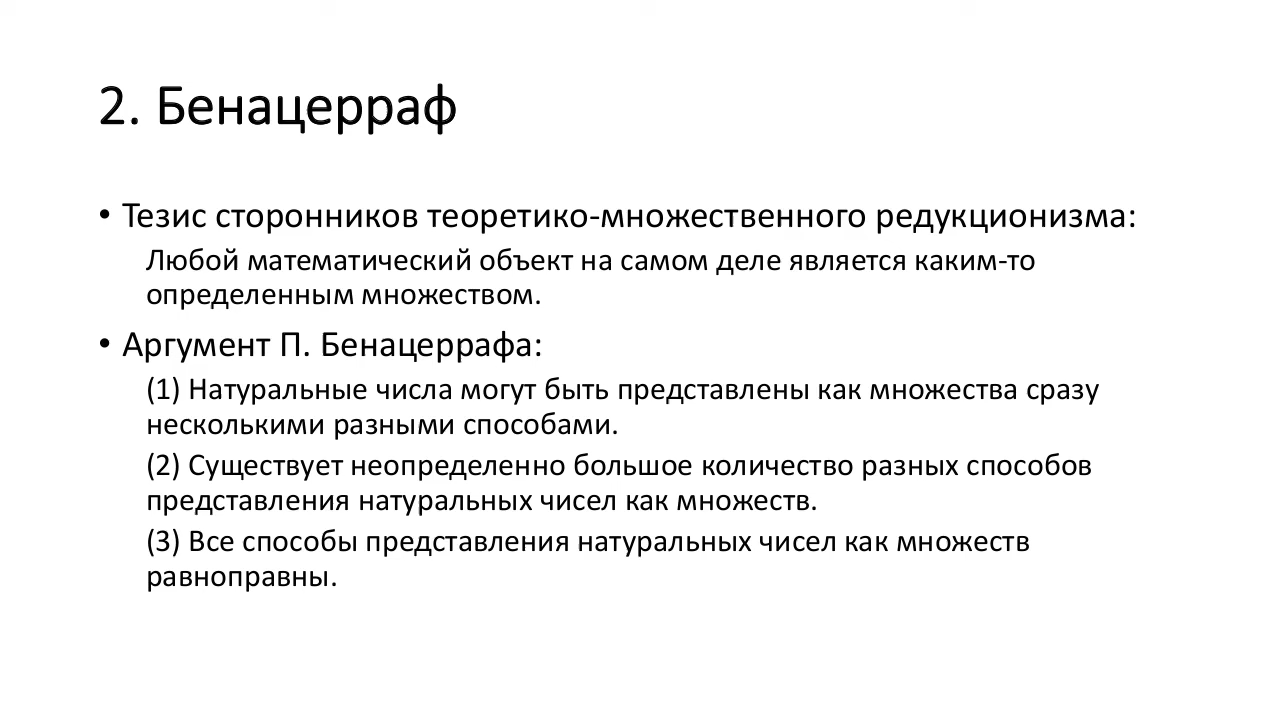 2. Бенацерраф
• Тезис сторонников теоретико-множественного редукционизма:
Любой математический объект на самом деле является каким-то
определенным множеством.
• Аргумент П. Бенацеррафа:
(1) Натуральные числа могут быть представлены как множества сразу
несколькими разными способами.
(2) Существует неопределенно большое количество разных способов
представления натуральных чисел как множеств.
(3) Все способы представления натуральных чисел как множеств
равноправны.